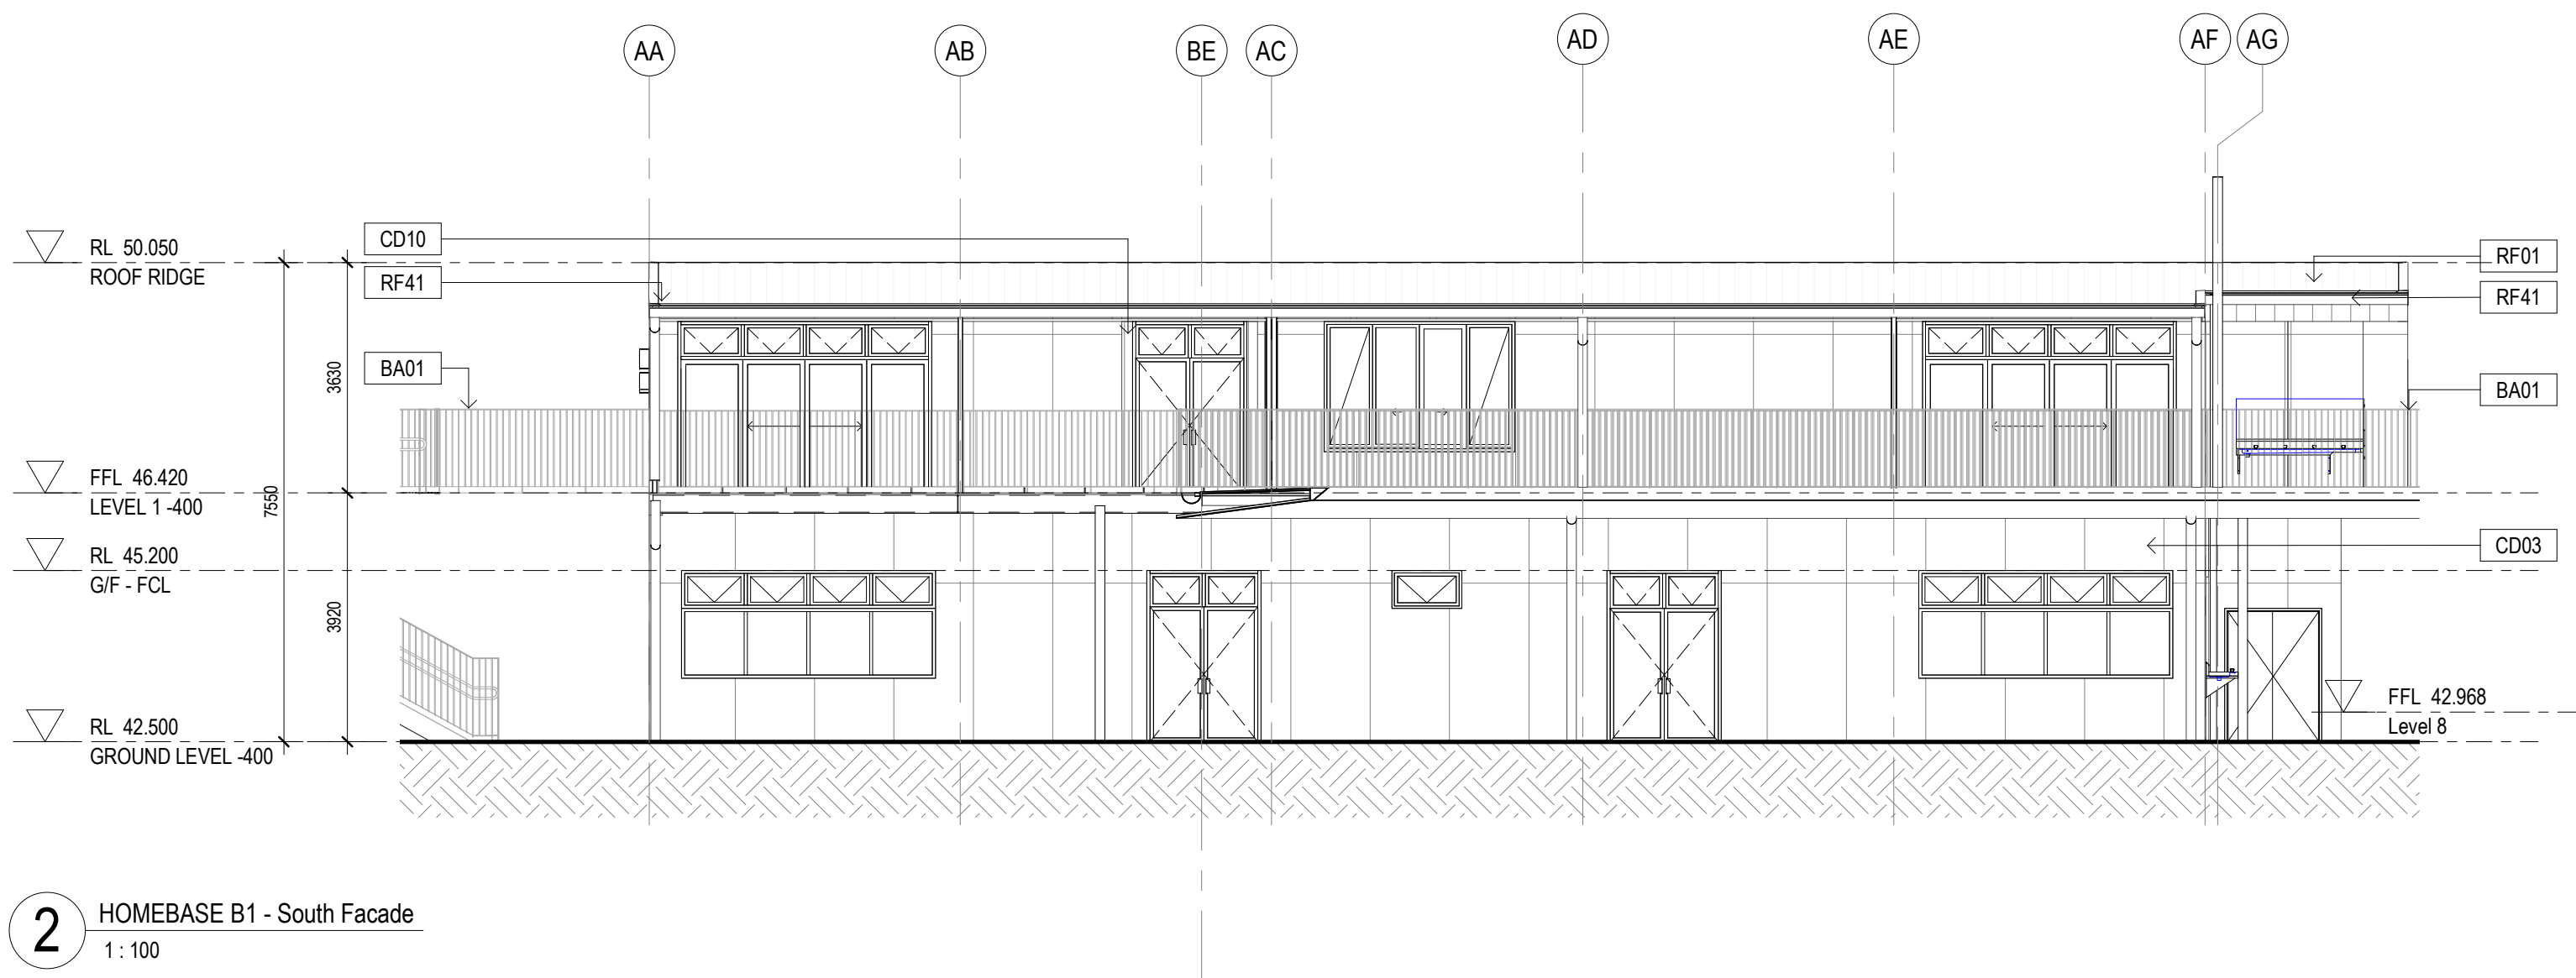 AA
AB
BE
AC
AD
AE
AF
AG
CD10
RL 50.050
ROOF RIDGE
RF41
RF01
RF41
BA01
3630
BA01
FFL 46.420
LEVEL 1 -400
7550
RL 45.200
G/F - FCL
CD03
3920
RL 42.500
GROUND LEVEL -400
FFL 42.968
Level 8
2
HOMEBASE B1 - South Facade
1 : 100